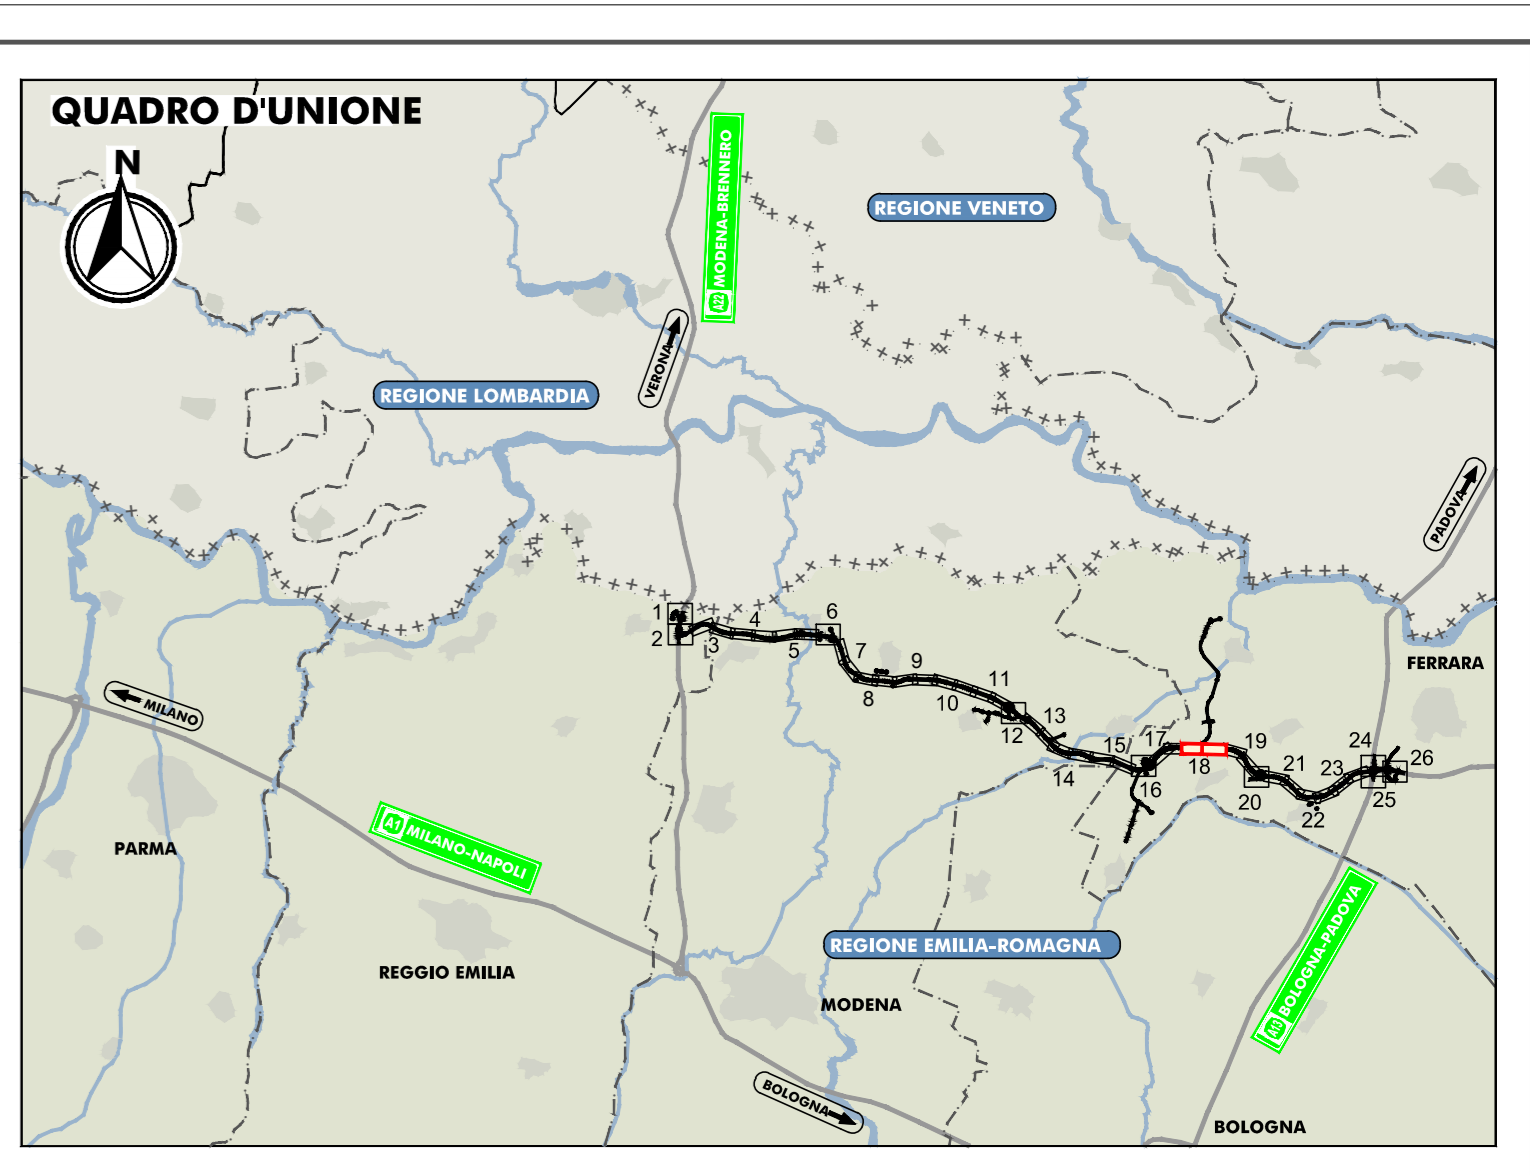 QUADRO D'UNIONE
N
A22 MODENA-BRENNERO
REGIONE VENETO
VERONA
REGIONE LOMBARDIA
PADOVA
1
2
3
4
5
6
7
8
9
10
11
12
13
14
15
16
17
18
19
20
21
22
23
24
25
26
FERRARA
MILANO
PARMA
A1 MILANO-NAPOLI
REGGIO EMILIA
REGIONE EMILIA-ROMAGNA
MODENA
A13 BOLOGNA-PADOVA
BOLOGNA
BOLOGNA